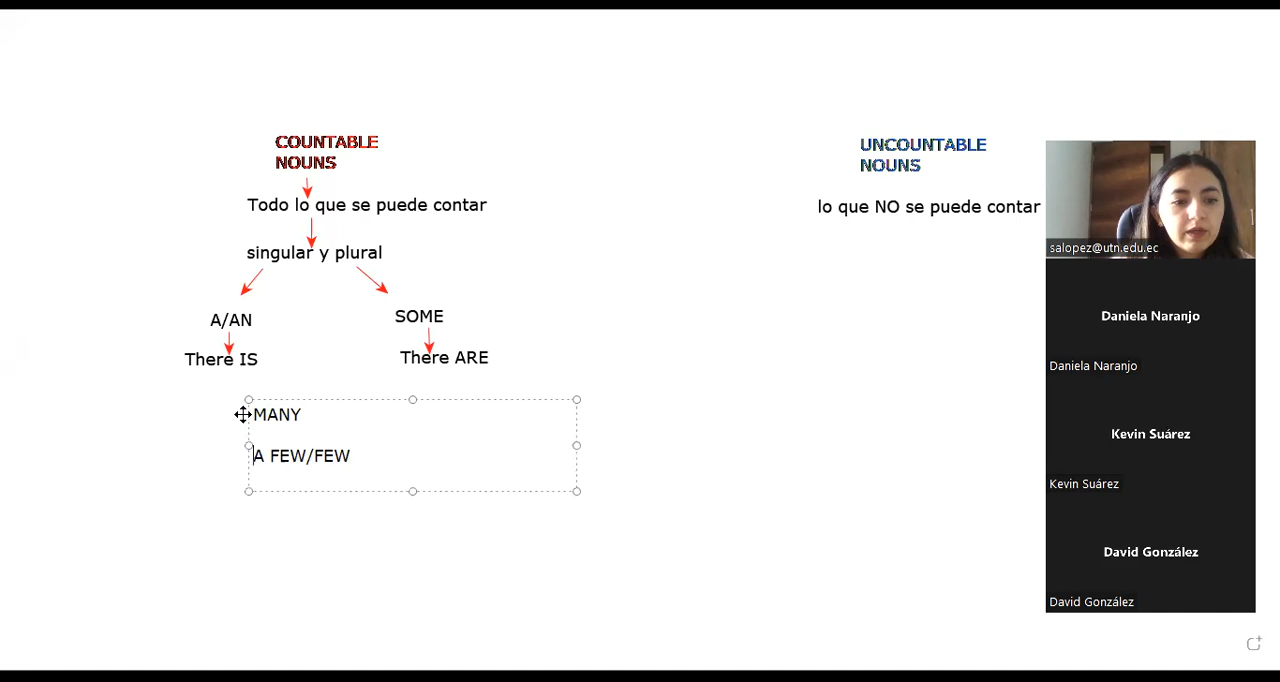 COUNTABLE
NOUNS
Todo lo que se puede contar
singular y plural
A/AN
SOME
There IS
There ARE
MANY
A FEW/FEW
UNCOUNTABLE
NOUNS
lo que NO se puede contar
salopez@utn.edu.ec
Daniela Naranjo
Daniela Naranjo
Kevin Suárez
Kevin Suárez
David González
David González